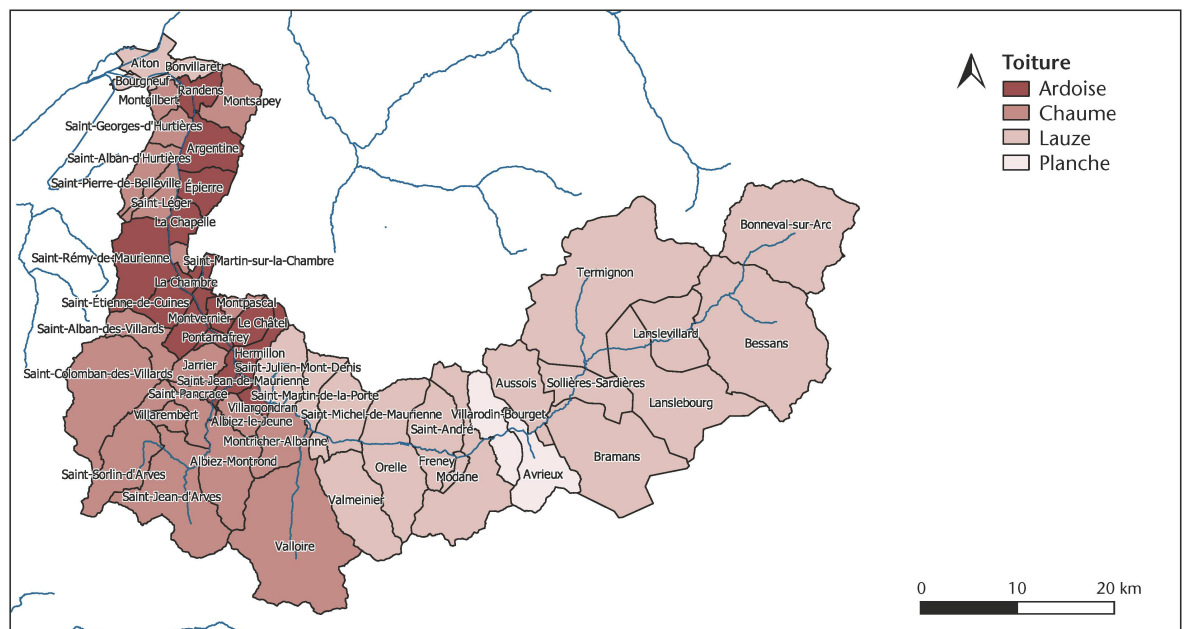 Toiture
Ardoise
Chaume
Lauze
Planche
Aiton
Bonvillaret
Bourgneuf
Randens
Montgilbert
Montsapey
Saint-Georges-d'Hurtières
Argentine
Saint-Alban-d'Hurtières
Saint-Pierre-de-Belleville
Épierre
Saint-Léger
La Chapelle
Bonneval-sur-Arc
Saint-Rémy-de-Maurienne
Saint-Martin-sur-la-Chambre
Termignon
La Chambre
Saint-Étienne-de-Cuines
Montpascal
Montvernier
Le Châtel
Saint-Alban-des-Villards
Pontamafrey
Lanslevillard
Bessans
Hermillon
Jarrier
Saint-Julien-Mont-Denis
Saint-Colomban-des-Villards
Saint-Jean-de-Maurienne
Aussois
Sollières-Sardières
Saint-Pancrace
Saint-Martin-de-la-Porte
Lanslebourg
Villargondran
Villarembert
Saint-Michel-de-Maurienne
Villarodin-Bourget
Albiez-le-Jeune
Saint-André
Montricher-Albanne
Albiez-Montrond
Freney
Orelle
Bramans
Saint-Sorlin-d'Arves
Modane
Avrieux
Saint-Jean-d'Arves
Valmeinier
Valloire
0 10 20 km